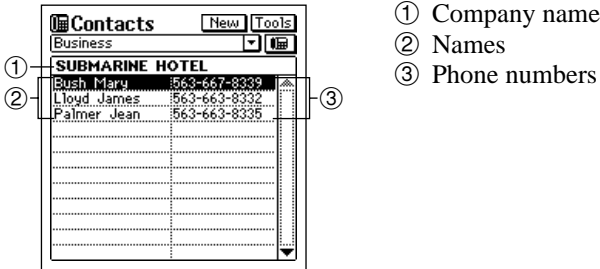 Contacts New Tools
Business
① SUBMARINE HOTEL
Bush Mary 563-667-8339
② Lloyd James 563-663-8332 ③
Palmer Jean 563-663-8335
① Company name
② Names
③ Phone numbers